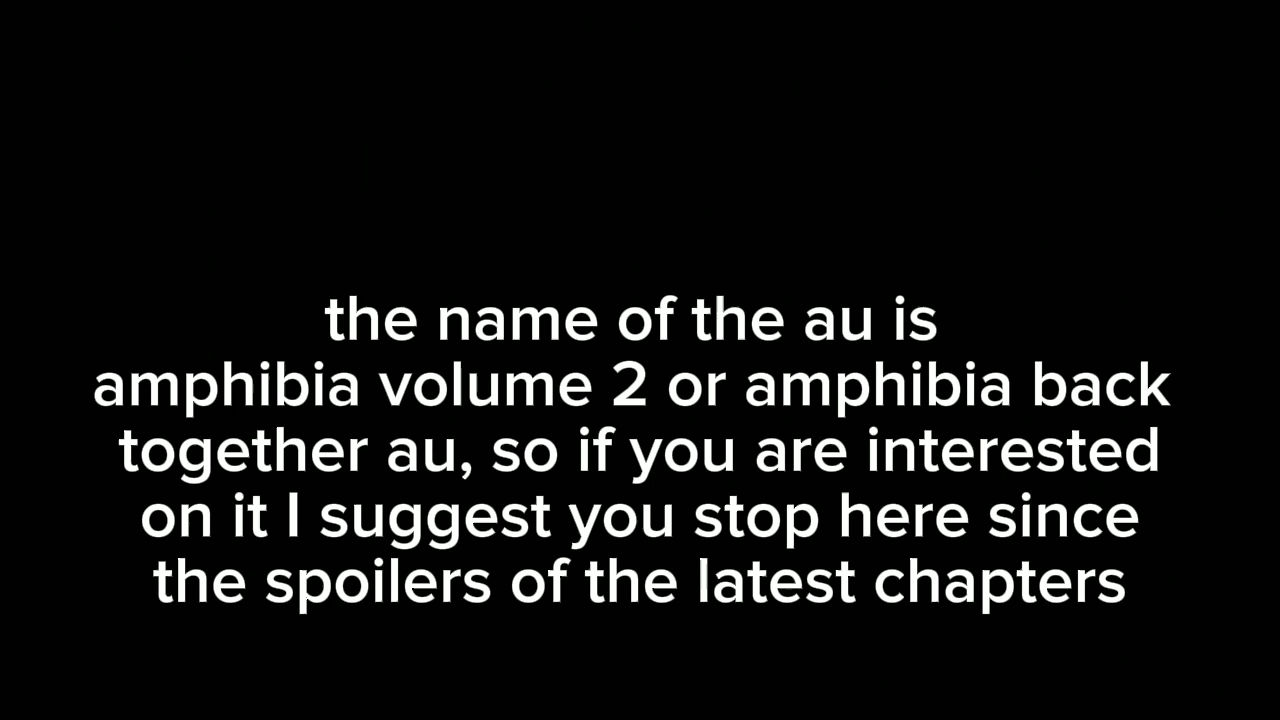 the name of the au is
amphibia volume 2 or amphibia back
together au, so if you are interested
on it I suggest you stop here since
the spoilers of the latest chapters